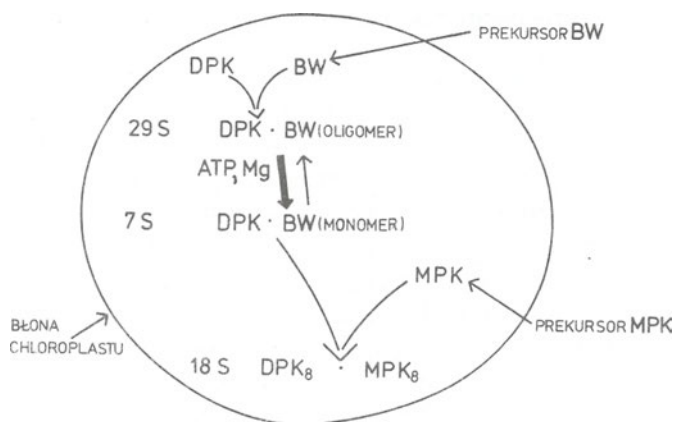 PREKURSOR BW
DPK BW
29 S DPK · BW (OLIGOMER)
ATP, Mg
7 S DPK · BW (MONOMER)
MPK
PREKURSOR MPK
BŁONA
CHLOROPLASTU
18 S DPK₈ · MPK₈